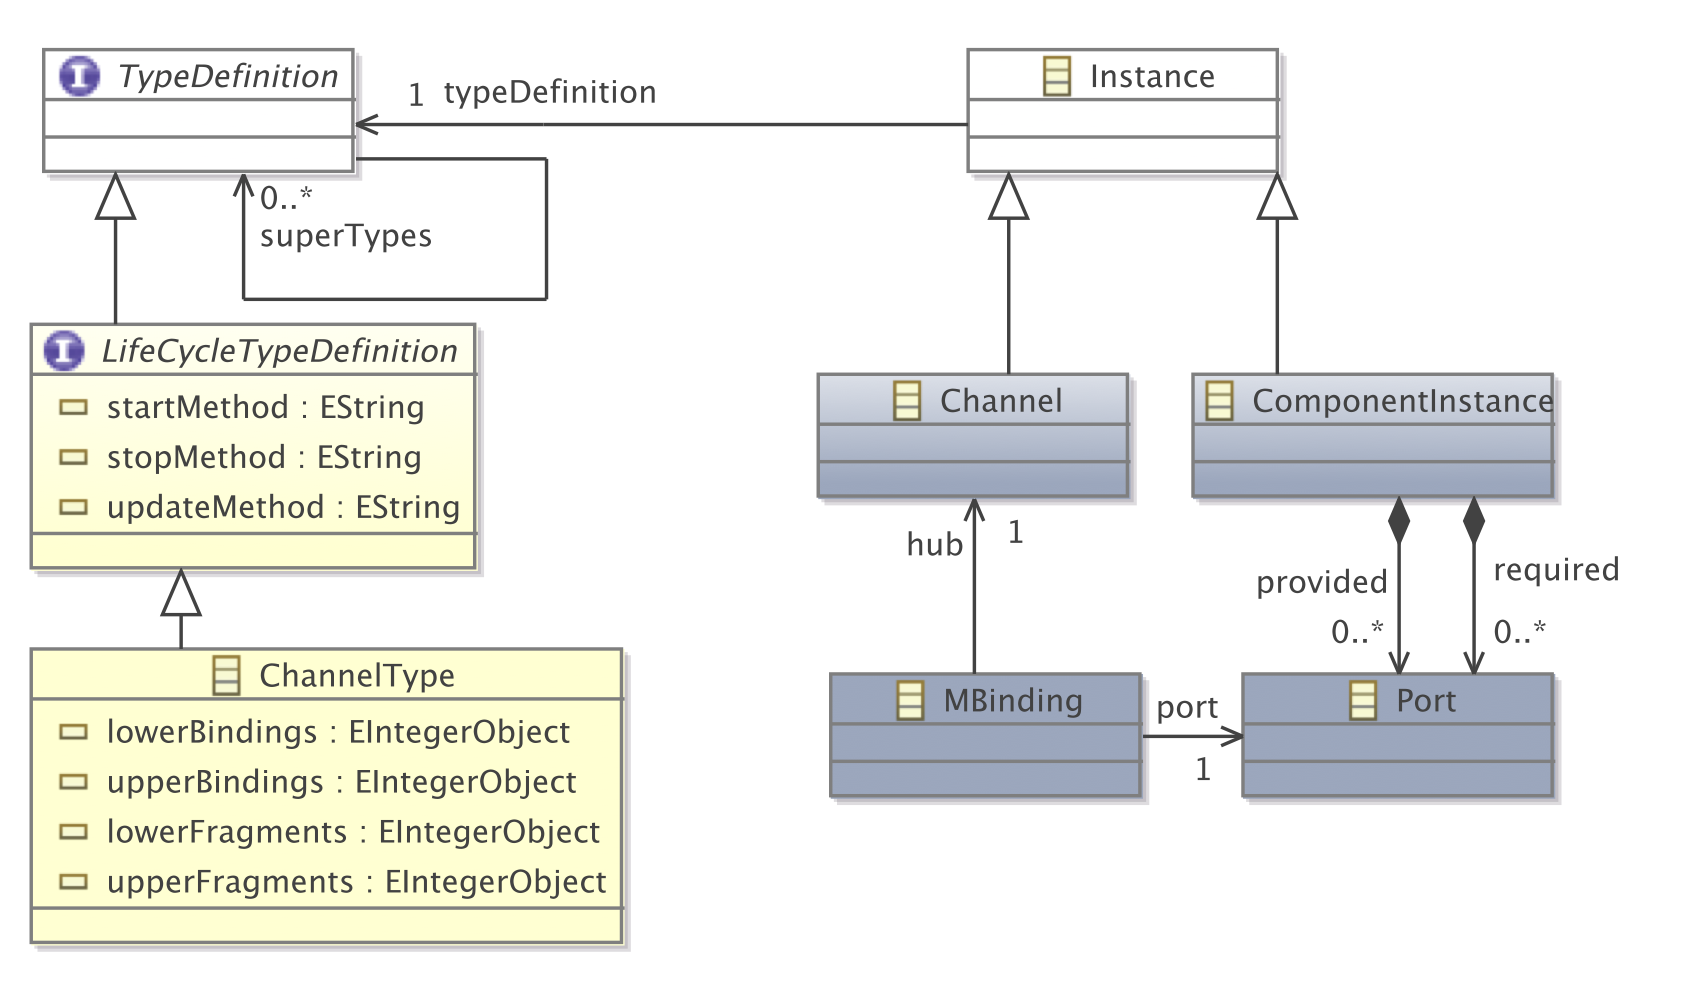 I TypeDefinition
1 typeDefinition
Instance
0..*
superTypes
I LifeCycleTypeDefinition
startMethod : EString
stopMethod : EString
updateMethod : EString
Channel
ComponentInstance
hub
1
provided
0..*
required
0..*
ChannelType
lowerBindings : EIntegerObject
upperBindings : EIntegerObject
lowerFragments : EIntegerObject
upperFragments : EIntegerObject
MBinding
port
1
Port